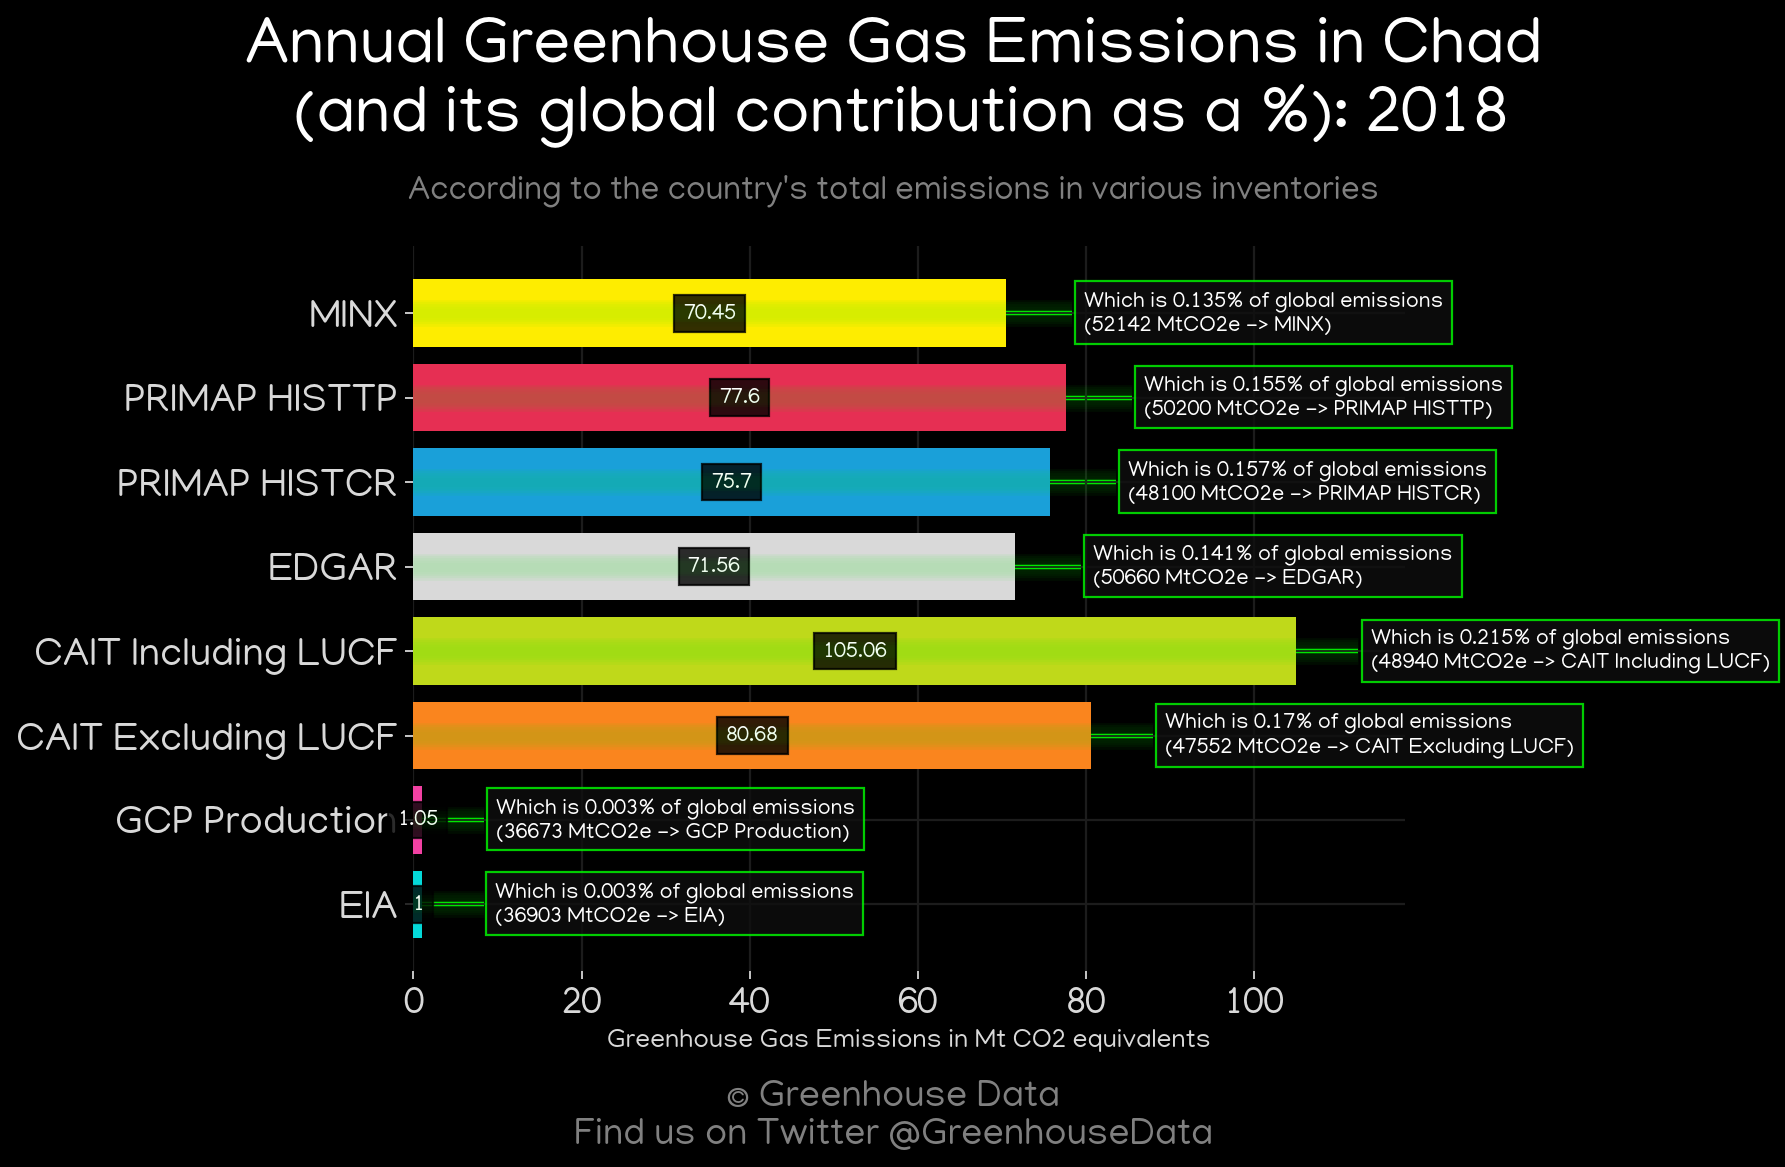 Annual Greenhouse Gas Emissions in Chad
(and its global contribution as a %): 2018
According to the country's total emissions in various inventories
MINX
70.45
Which is 0.135% of global emissions
(52142 MtCO2e -> MINX)
PRIMAP HISTTP
77.6
Which is 0.155% of global emissions
(50200 MtCO2e -> PRIMAP HISTTP)
PRIMAP HISTCR
75.7
Which is 0.157% of global emissions
(48100 MtCO2e -> PRIMAP HISTCR)
EDGAR
71.56
Which is 0.141% of global emissions
(50660 MtCO2e -> EDGAR)
CAIT Including LUCF
105.06
Which is 0.215% of global emissions
(48940 MtCO2e -> CAIT Including LUCF)
CAIT Excluding LUCF
80.68
Which is 0.17% of global emissions
(47552 MtCO2e -> CAIT Excluding LUCF)
GCP Production
1.05
Which is 0.003% of global emissions
(36673 MtCO2e -> GCP Production)
EIA
1
Which is 0.003% of global emissions
(36903 MtCO2e -> EIA)
0 20 40 60 80 100
Greenhouse Gas Emissions in Mt CO2 equivalents
© Greenhouse Data
Find us on Twitter @GreenhouseData